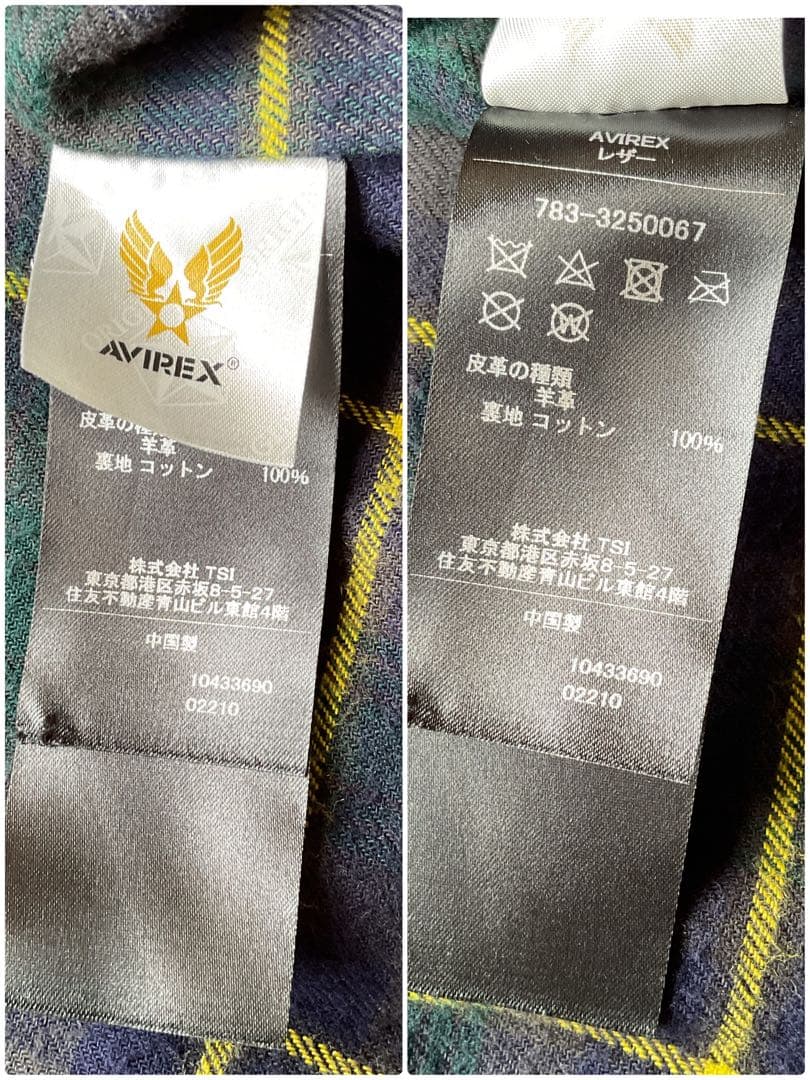 AVIREX®
皮革の種
羊革
裏地 コットン 100%
株式会社 TSI
東京都港区赤坂8-5-27
住友不動産青山ビル東館4階
中国製
10433690
02210
AVIREX
レザー
783-3250067
皮革の種類
羊革
裏地 コットン 100%
株式会社 TSI
東京都港区赤坂8-5-27
住友不動産青山ビル東館4階
中国製
10433690
02210